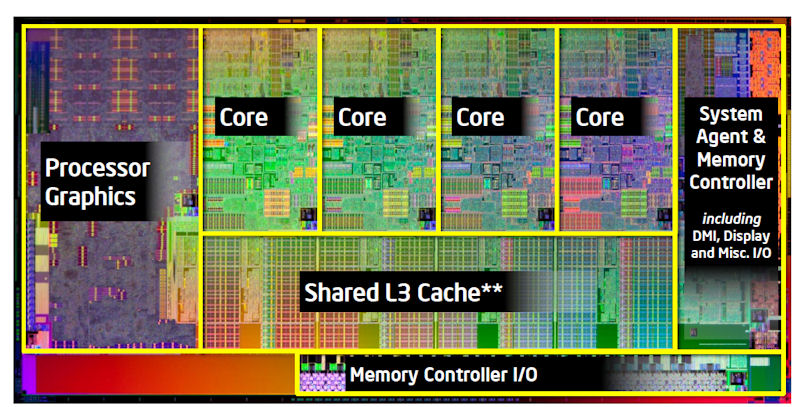 Processor
Graphics
Core
Core
Core
Core
System
Agent &
Memory
Controller
including
DMI, Display
and Misc. I/O
Shared L3 Cache**
Memory Controller I/O